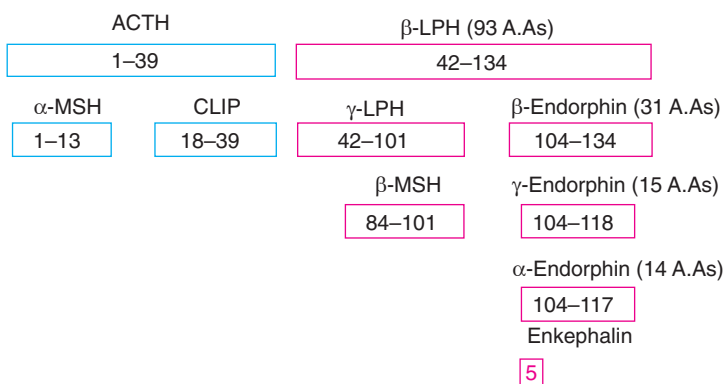 ACTH β-LPH (93 A.As)
1–39 42–134
α-MSH CLIP γ-LPH β-Endorphin (31 A.As)
1–13 18–39 42–101 104–134
β-MSH γ-Endorphin (15 A.As)
84–101 104–118
α-Endorphin (14 A.As)
104–117
Enkephalin
5